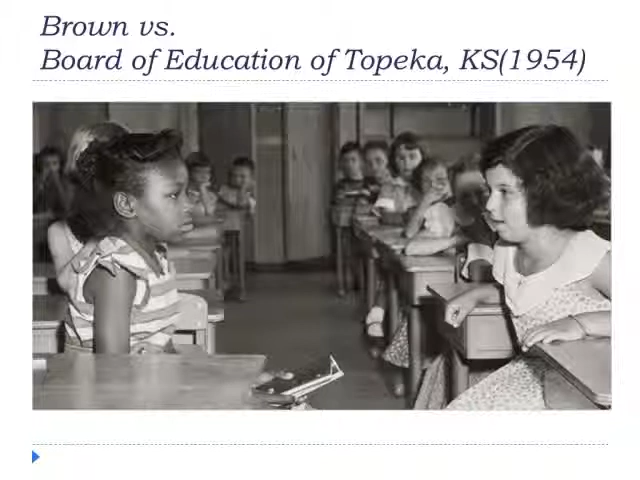 Brown vs.
Board of Education of Topeka, KS(1954)